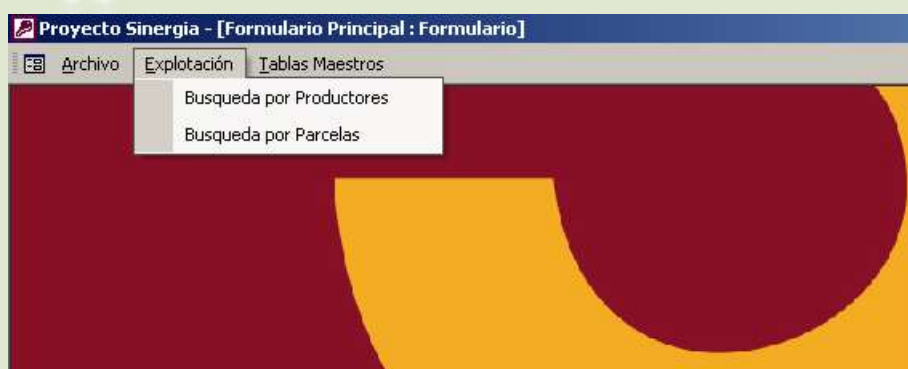 Proyecto Sinergia - [Formulario Principal : Formulario]
Archivo Explotación Tablas Maestros
Busqueda por Productores
Busqueda por Parcelas